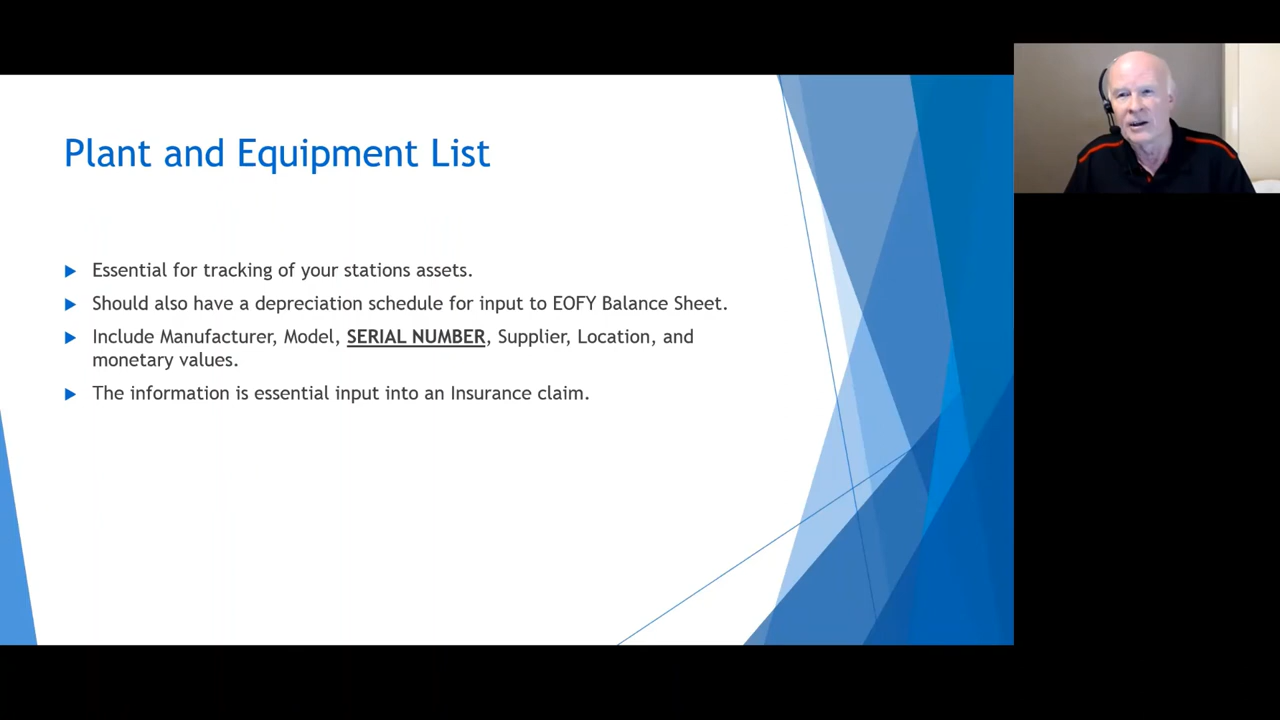 Plant and Equipment List
Essential for tracking of your stations assets.
Should also have a depreciation schedule for input to EOFY Balance Sheet.
Include Manufacturer, Model, SERIAL NUMBER, Supplier, Location, and
monetary values.
The information is essential input into an Insurance claim.